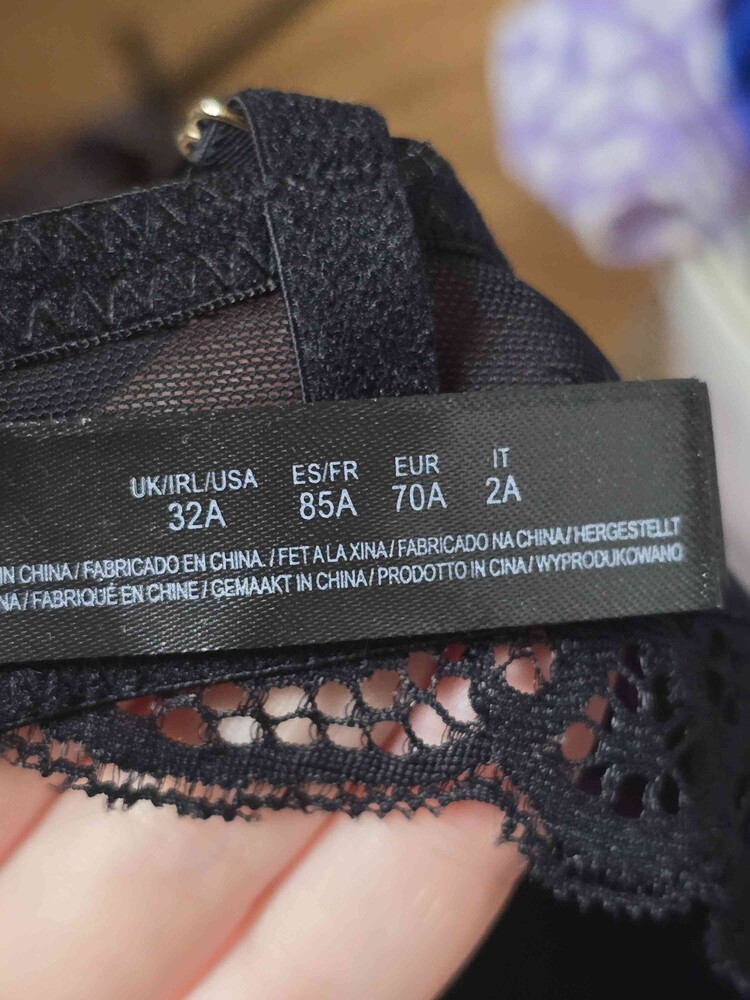 UK/IRL/USA ES/FR EUR IT
32A 85A 70A 2A
IN CHINA / FABRICADO EN CHINA. / FET A LA XINA / FABRICADO NA CHINA / HERGESTELLT
NA / FABRIQUÉ EN CHINE / GEMAAKT IN CHINA / PRODOTTO IN CINA / WYPRODUKOWANO